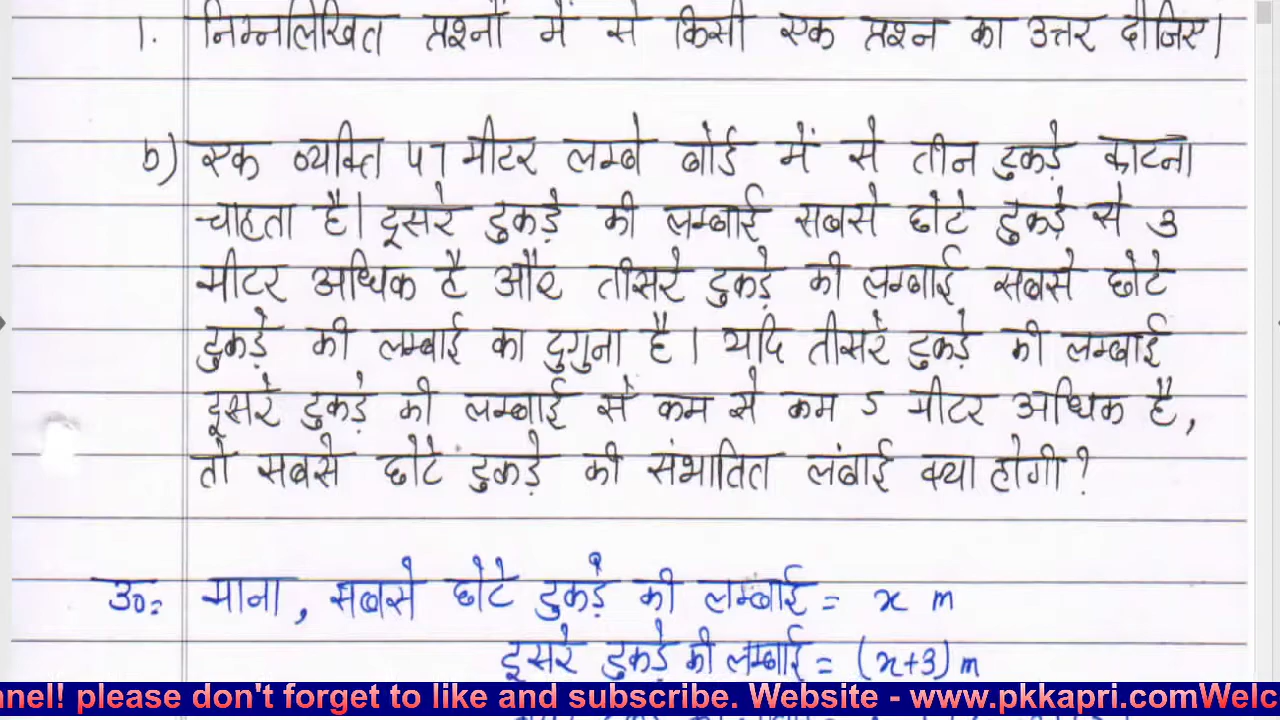 1. निम्नलिखित प्रश्नों में से किसी एक प्रश्न का उत्तर दीजिए।
b) एक व्यक्ति 47 मीटर लम्बे बोर्ड में से तीन टुकड़े काटना
चाहता है। दूसरे टुकड़े की लम्बाई सबसे छोटे टुकड़े से 3
मीटर अधिक है और तीसरे टुकड़े की लम्बाई सबसे छोटे
टुकड़े की लम्बाई का दुगुना है। यदि तीसरे टुकड़े की लम्बाई
दूसरे टुकड़े की लम्बाई से कम से कम 5 मीटर अधिक है,
तो सबसे छोटे टुकड़े की संभावित लंबाई क्या होगी?
उ०= माना, सबसे छोटे टुकड़े की लम्बाई = x m
दूसरे टुकड़े की लम्बाई = (x+3) m
nnel! please don't forget to like and subscribe. Website - www.pkkapri.comWelc